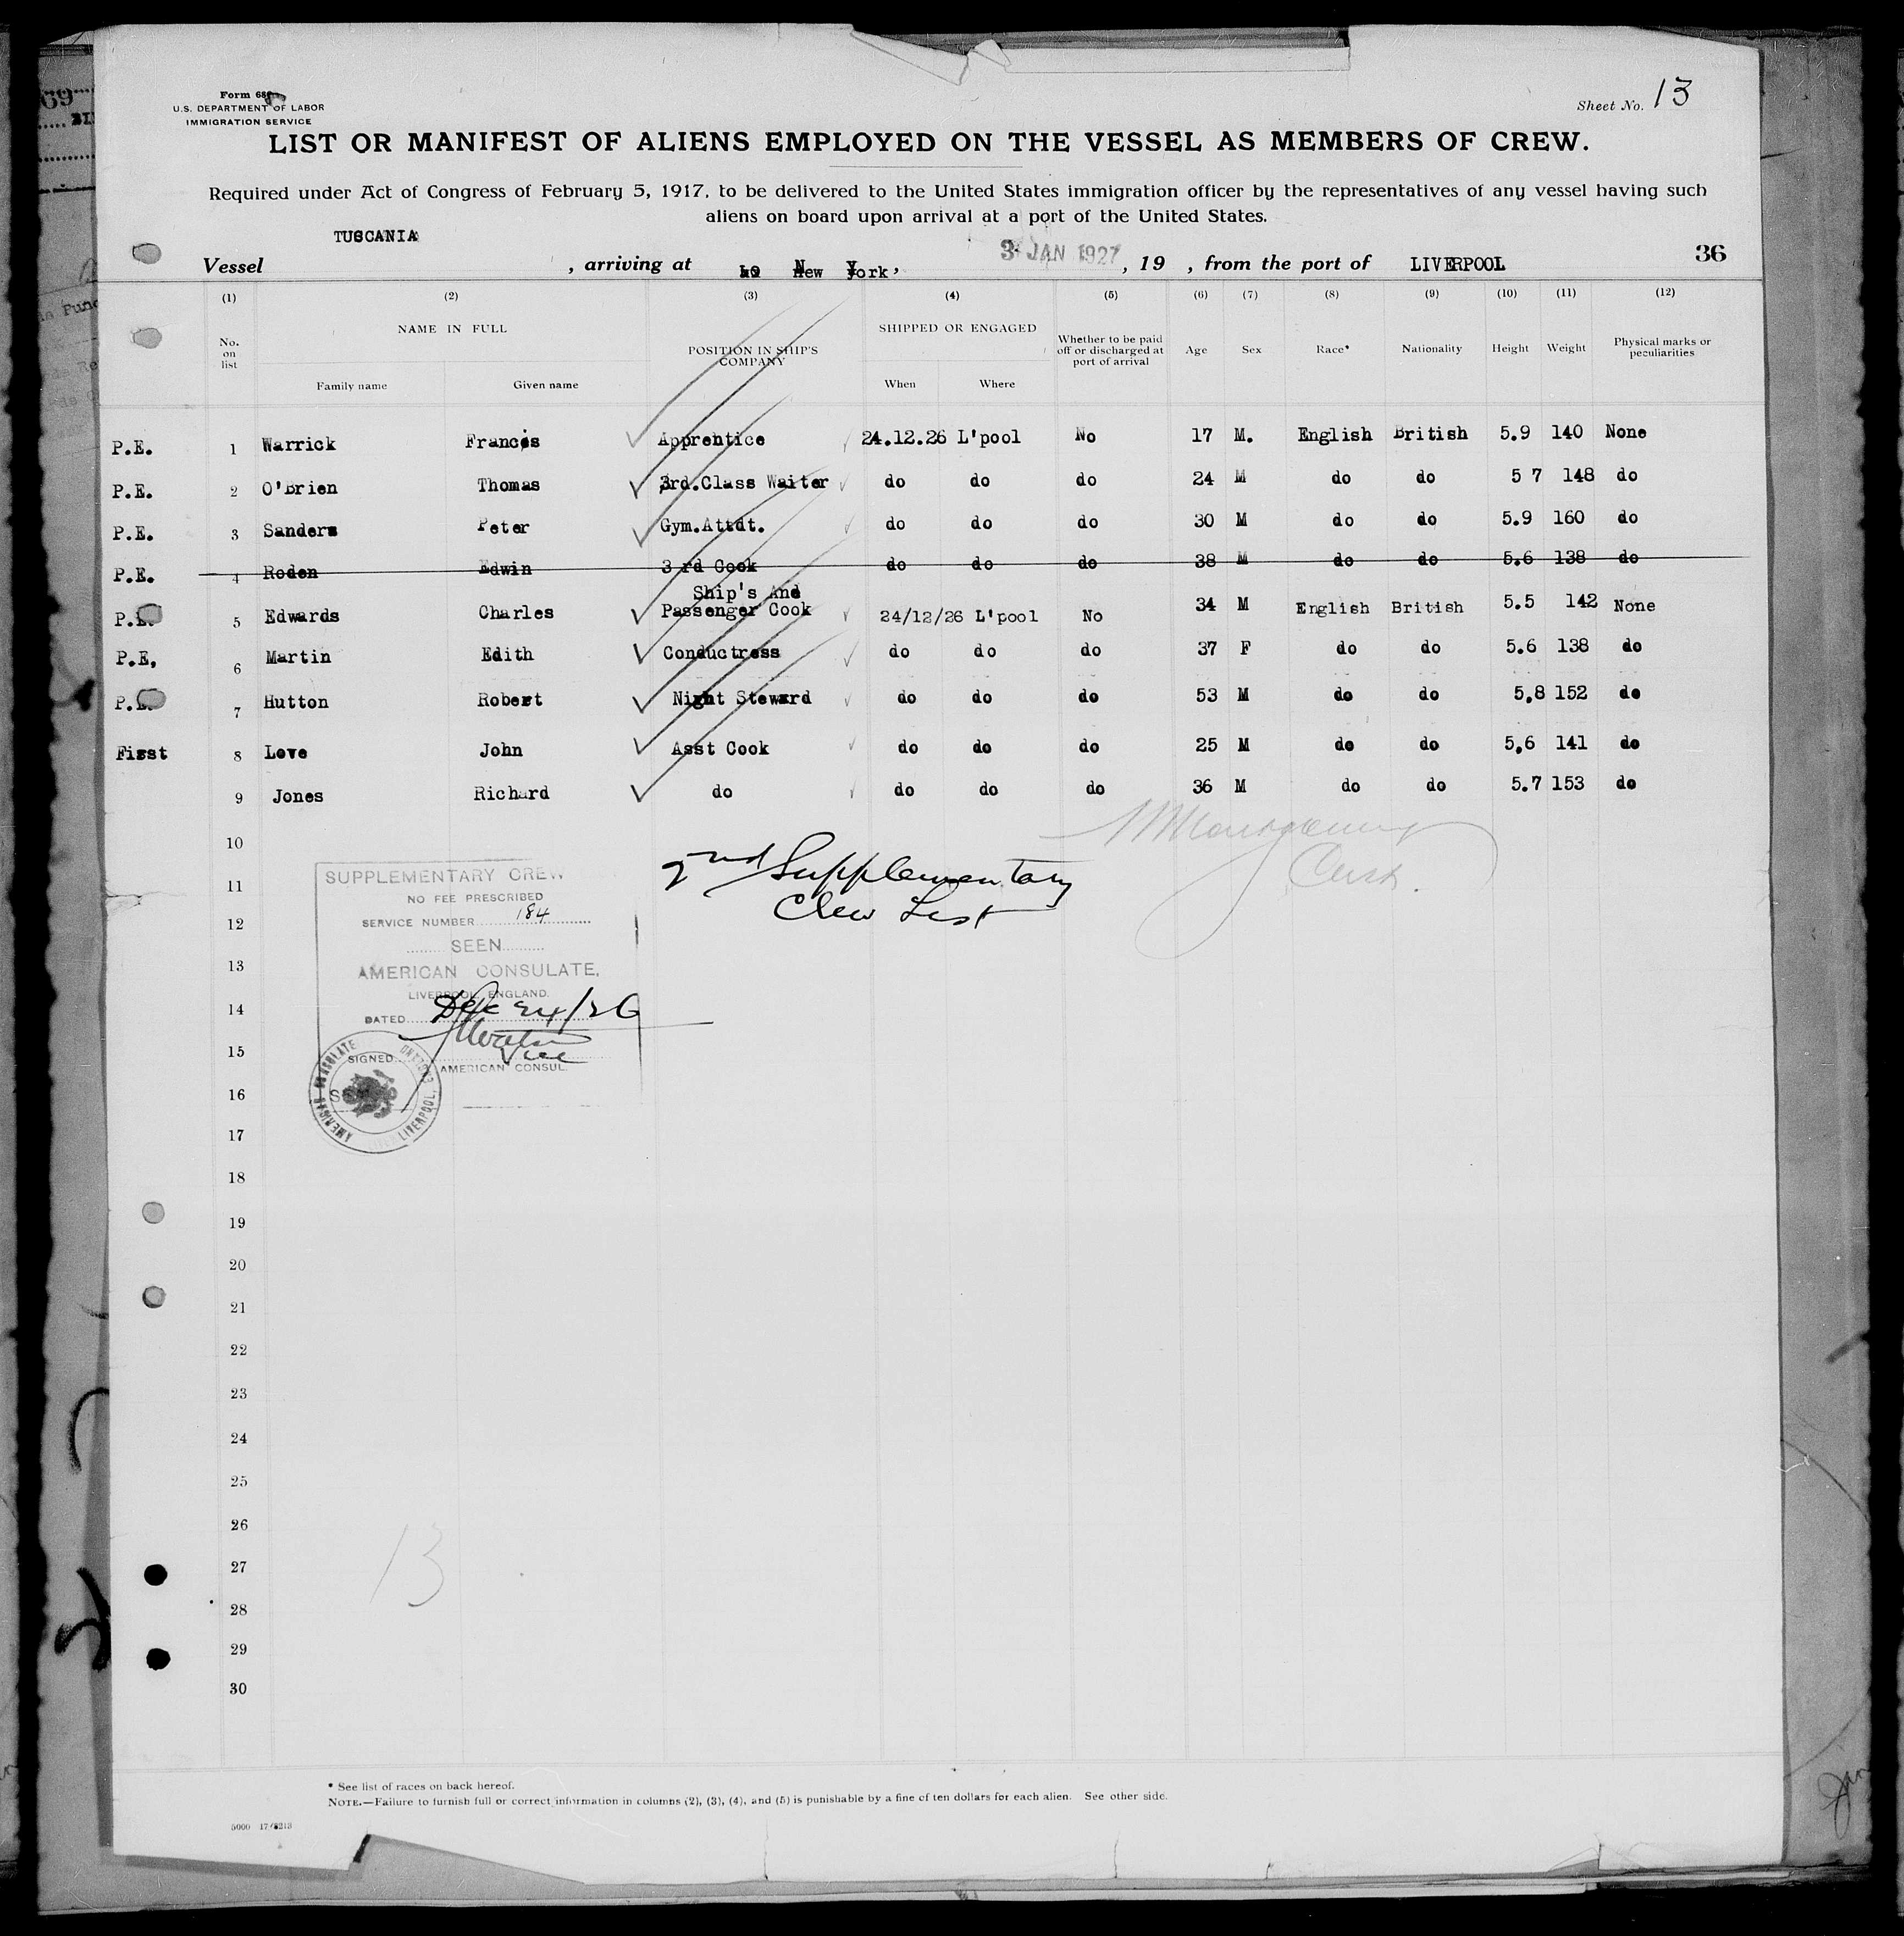 Form 680
U.S. DEPARTMENT OF LABOR
IMMIGRATION SERVICE
Sheet No. 13
LIST OR MANIFEST OF ALIENS EMPLOYED ON THE VESSEL AS MEMBERS OF CREW.
Required under Act of Congress of February 5, 1917, to be delivered to the United States immigration officer by the representatives of any vessel having such
aliens on board upon arrival at a port of the United States.
Vessel TUSCANIA, arriving at New York, 3 JAN 1927, 19 , from the port of LIVERPOOL 36
(1) (2) (3) (4) (5) (6) (7) (8) (9) (10) (11) (12)
No. on list NAME IN FULL Family name Given name POSITION IN SHIP'S COMPANY SHIPPED OR ENGAGED When Where Whether to be paid off or discharged at port of arrival Age Sex Race* Nationality Height Weight Physical marks or peculiarities
P.E. 1 Warrick Francis Apprentice 24.12.26 L'pool No 17 M. English British 5.9 140 None
P.E. 2 O'Brien Thomas 3rd.Class Waiter do do do 24 M do do 5 7 148 do
P.E. 3 Sanders Peter Gym.Attdt. do do do 30 M do do 5.9 160 do
P.E. 4 Roden Edwin 3 rd Cook do do do 38 M do do 5.6 138 do
Ship's And
P.E. 5 Edwards Charles Passenger Cook 24/12/26 L'pool No 34 M English British 5.5 142 None
P.E, 6 Martin Edith Conductress do do do 37 F do do 5.6 138 do
P.E. 7 Hutton Robert Night Steward do do do 53 M do do 5,8 152 do
First 8 Love John Asst Cook do do do 25 M do do 5,6 141 do
9 Jones Richard do do do do 36 M do do 5.7 153 do
10
11
12
13
14
15
16
17
18
19
20
21
22
23
24
25
26
27
28
29
30
2nd Supplementary
Crew List
SUPPLEMENTARY CREW
NO FEE PRESCRIBED
SERVICE NUMBER 184
SEEN
AMERICAN CONSULATE,
LIVERPOOL, ENGLAND.
DATED Dec 24/26
SIGNED
Vice
AMERICAN CONSUL.
AMERICAN CONSULATE
LIVERPOOL, ENGLAND
13
* See list of races on back hereof.
NOTE.—Failure to furnish full or correct information in columns (2), (3), (4), and (5) is punishable by a fine of ten dollars for each alien. See other side.